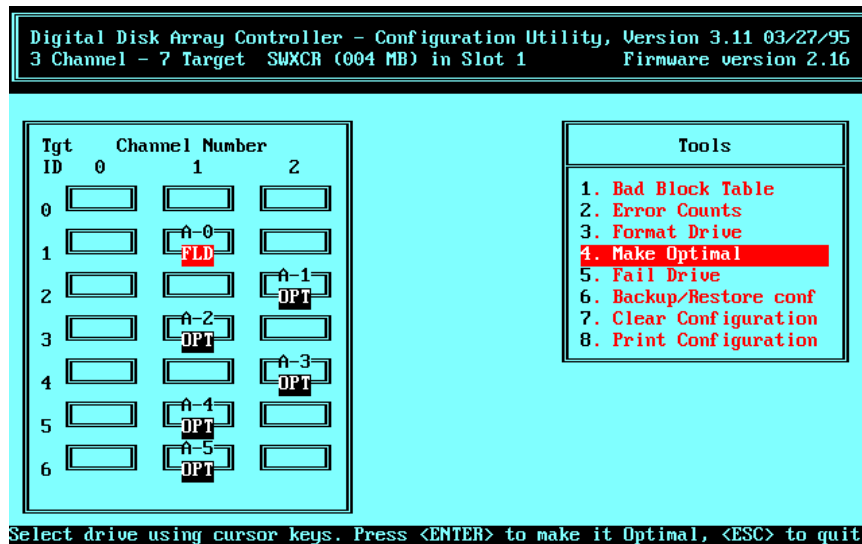 Digital Disk Array Controller - Configuration Utility, Version 3.11 03/27/95
3 Channel - 7 Target SWXCR (004 MB) in Slot 1 Firmware version 2.16
Tgt Channel Number
ID 0 1 2
0
A-0
1 FLD
A-1
2 OPT
A-2
3 OPT
A-3
4 OPT
A-4
5 OPT
A-5
6 OPT
Tools
1. Bad Block Table
2. Error Counts
3. Format Drive
4. Make Optimal
5. Fail Drive
6. Backup/Restore conf
7. Clear Configuration
8. Print Configuration
Select drive using cursor keys. Press <ENTER> to make it Optimal, <ESC> to quit